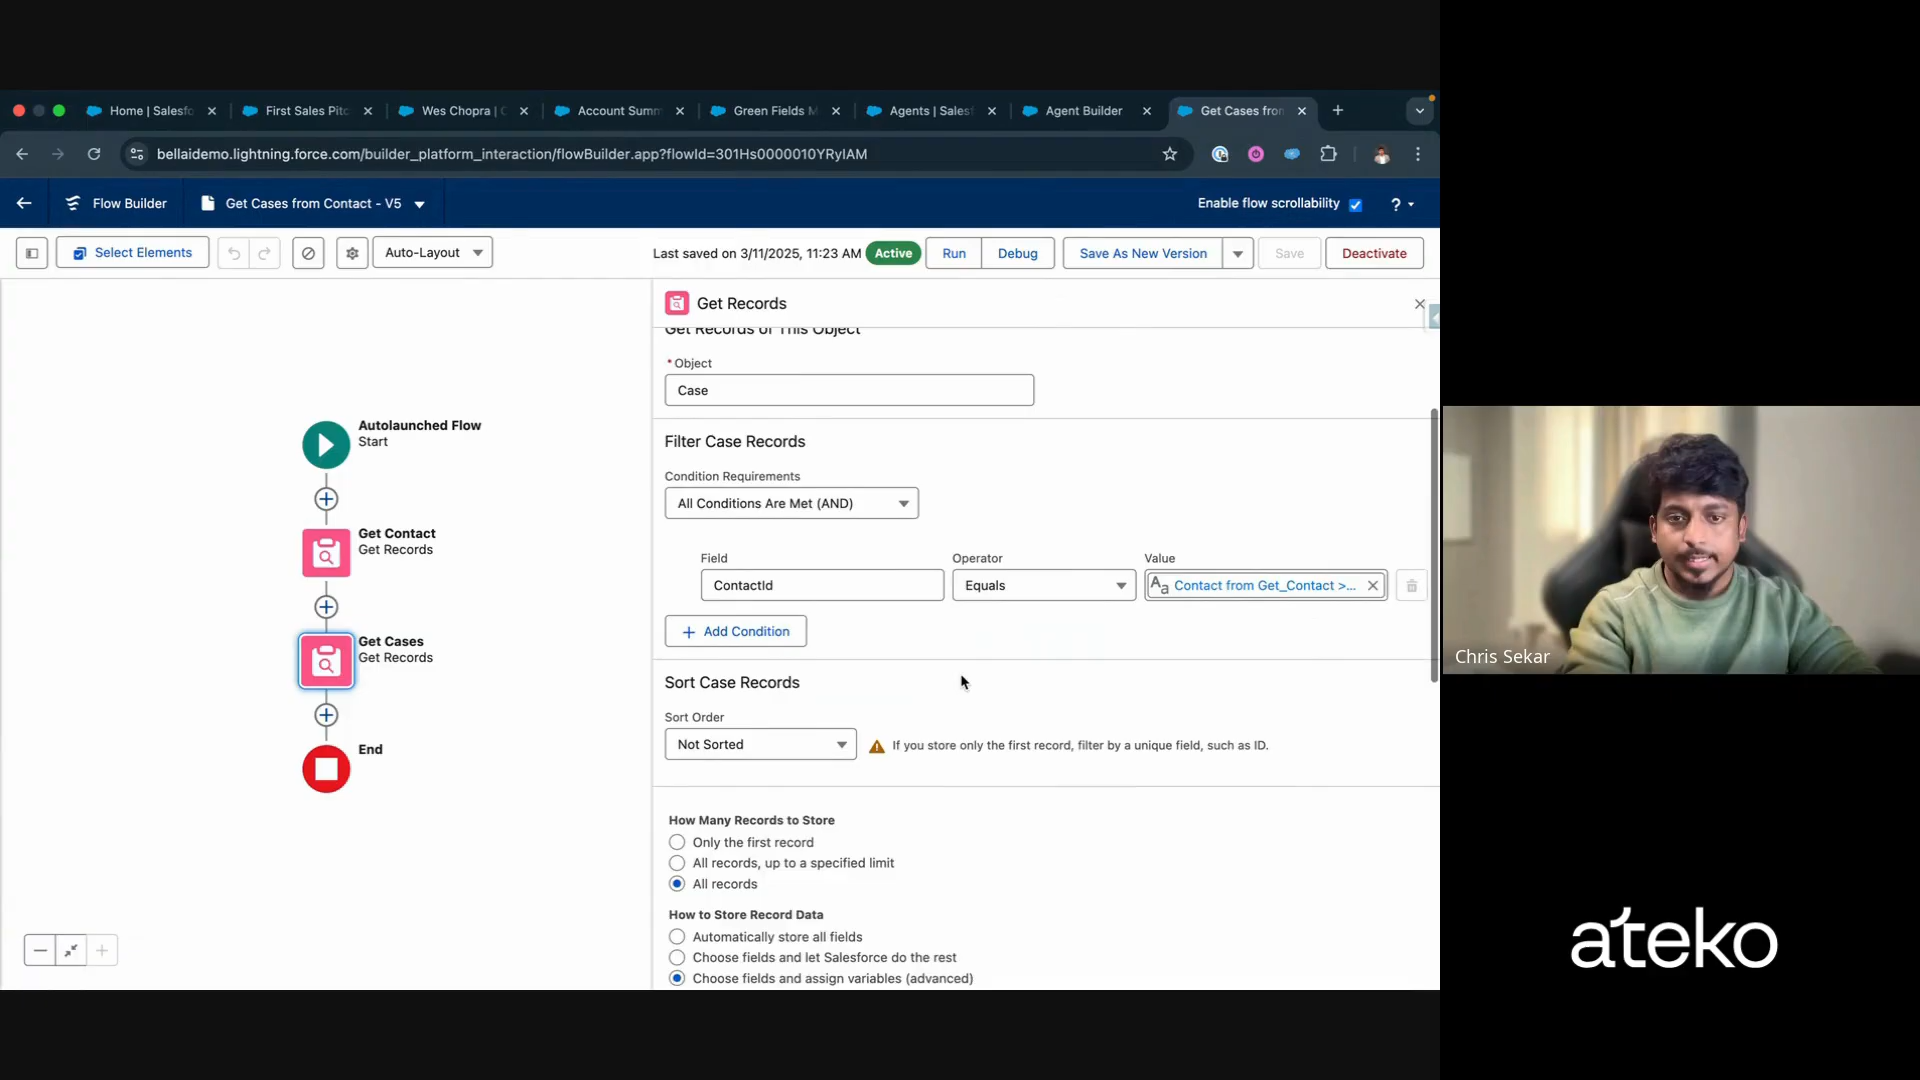 Home | Salesfo
First Sales Pitc
Wes Chopra | C
Account Summ
Green Fields M
Agents | Salesf
Agent Builder
Get Cases from
bellaidemo.lightning.force.com/builder_platform_interaction/flowBuilder.app?flowId=301Hs0000010YRyIAM
Flow Builder
Get Cases from Contact - V5
Enable flow scrollability
?
Select Elements
Auto-Layout
Last saved on 3/11/2025, 11:23 AM
Active
Run
Debug
Save As New Version
Save
Deactivate
Autolaunched Flow
Start
Get Contact
Get Records
Get Cases
Get Records
End
Get Records
Get Records of This Object
* Object
Case
Filter Case Records
Condition Requirements
All Conditions Are Met (AND)
Field
Operator
Value
ContactId
Equals
Aa Contact from Get_Contact >...
+ Add Condition
Sort Case Records
Sort Order
Not Sorted
If you store only the first record, filter by a unique field, such as ID.
How Many Records to Store
Only the first record
All records, up to a specified limit
All records
How to Store Record Data
Automatically store all fields
Choose fields and let Salesforce do the rest
Choose fields and assign variables (advanced)
Chris Sekar
ateko